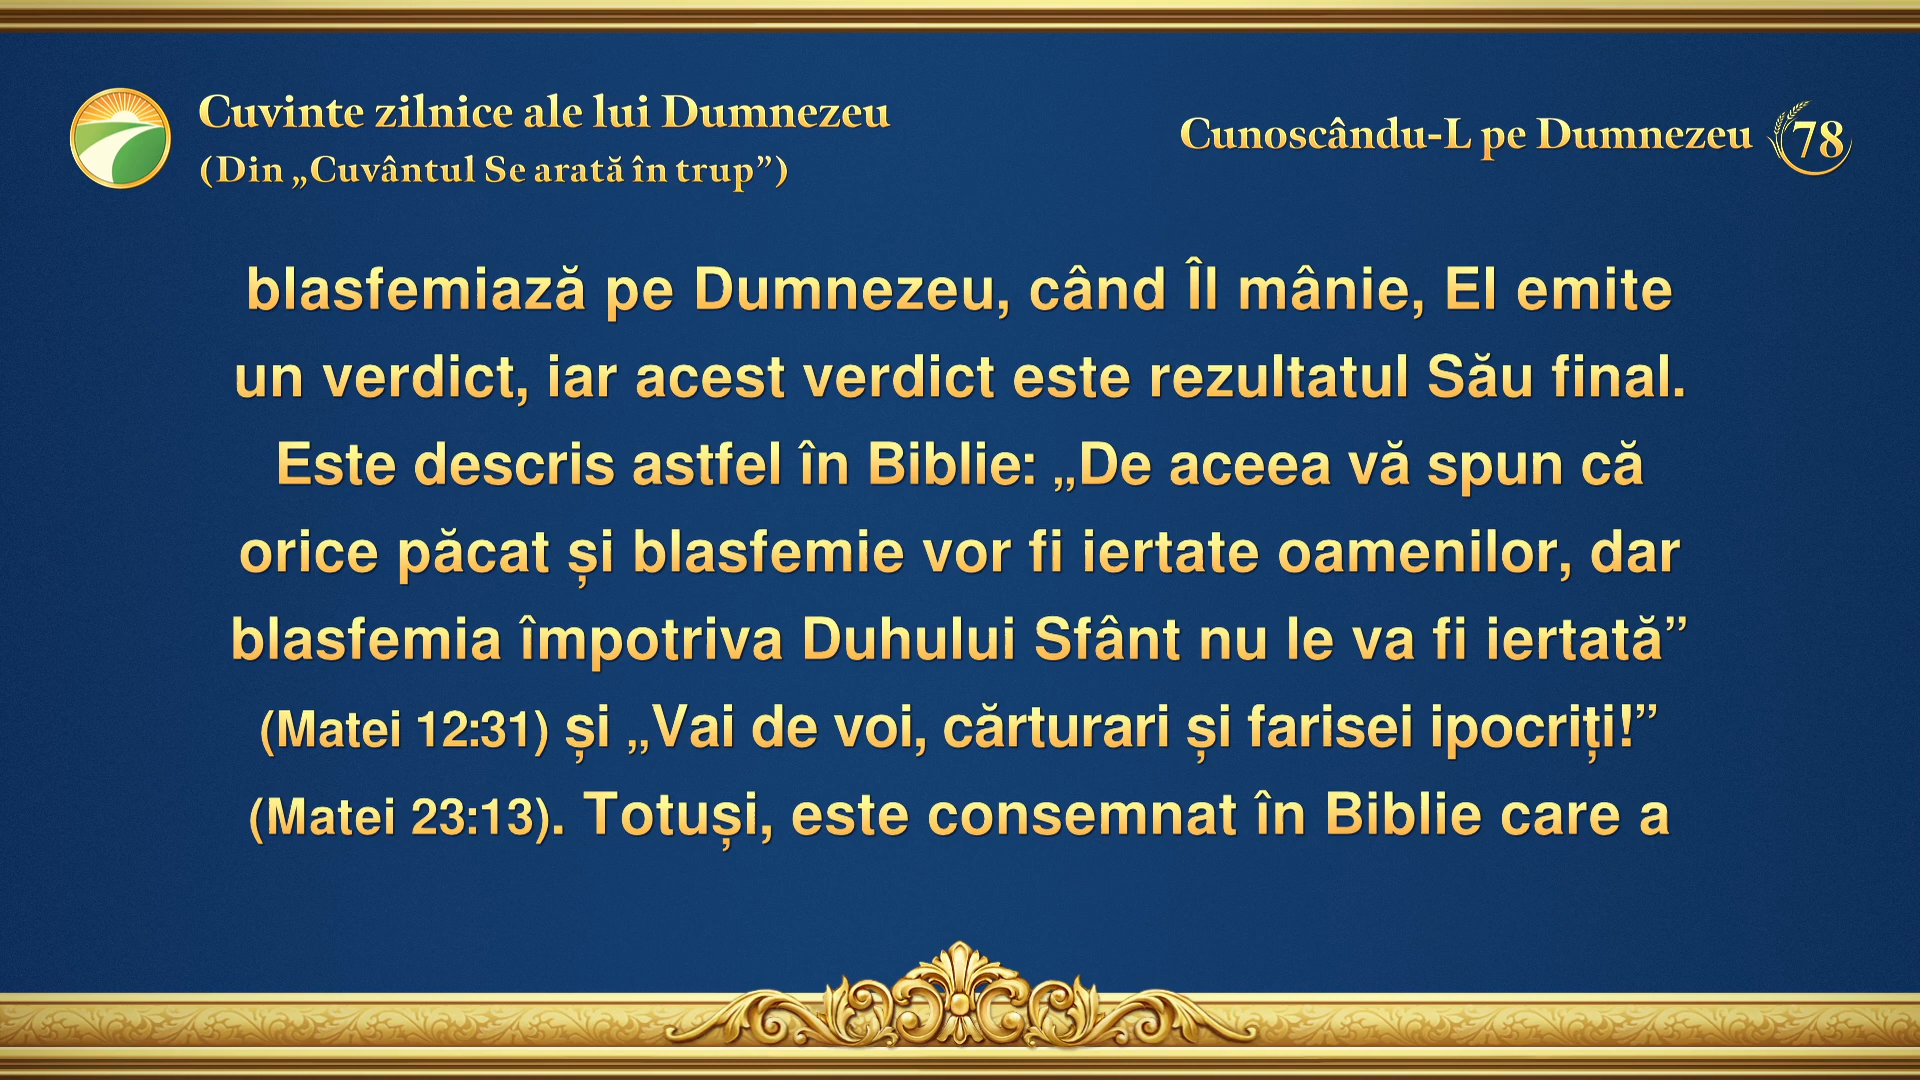 Cuvinte zilnice ale lui Dumnezeu
(Din „Cuvântul Se arată în trup”)
Cunoscându-L pe Dumnezeu 78
blasfemiază pe Dumnezeu, când Îl mânie, El emite
un verdict, iar acest verdict este rezultatul Său final.
Este descris astfel în Biblie: „De aceea vă spun că
orice păcat și blasfemie vor fi iertate oamenilor, dar
blasfemia împotriva Duhului Sfânt nu le va fi iertată”
(Matei 12:31) și „Vai de voi, cărturari și farisei ipocriți!”
(Matei 23:13). Totuși, este consemnat în Biblie care a